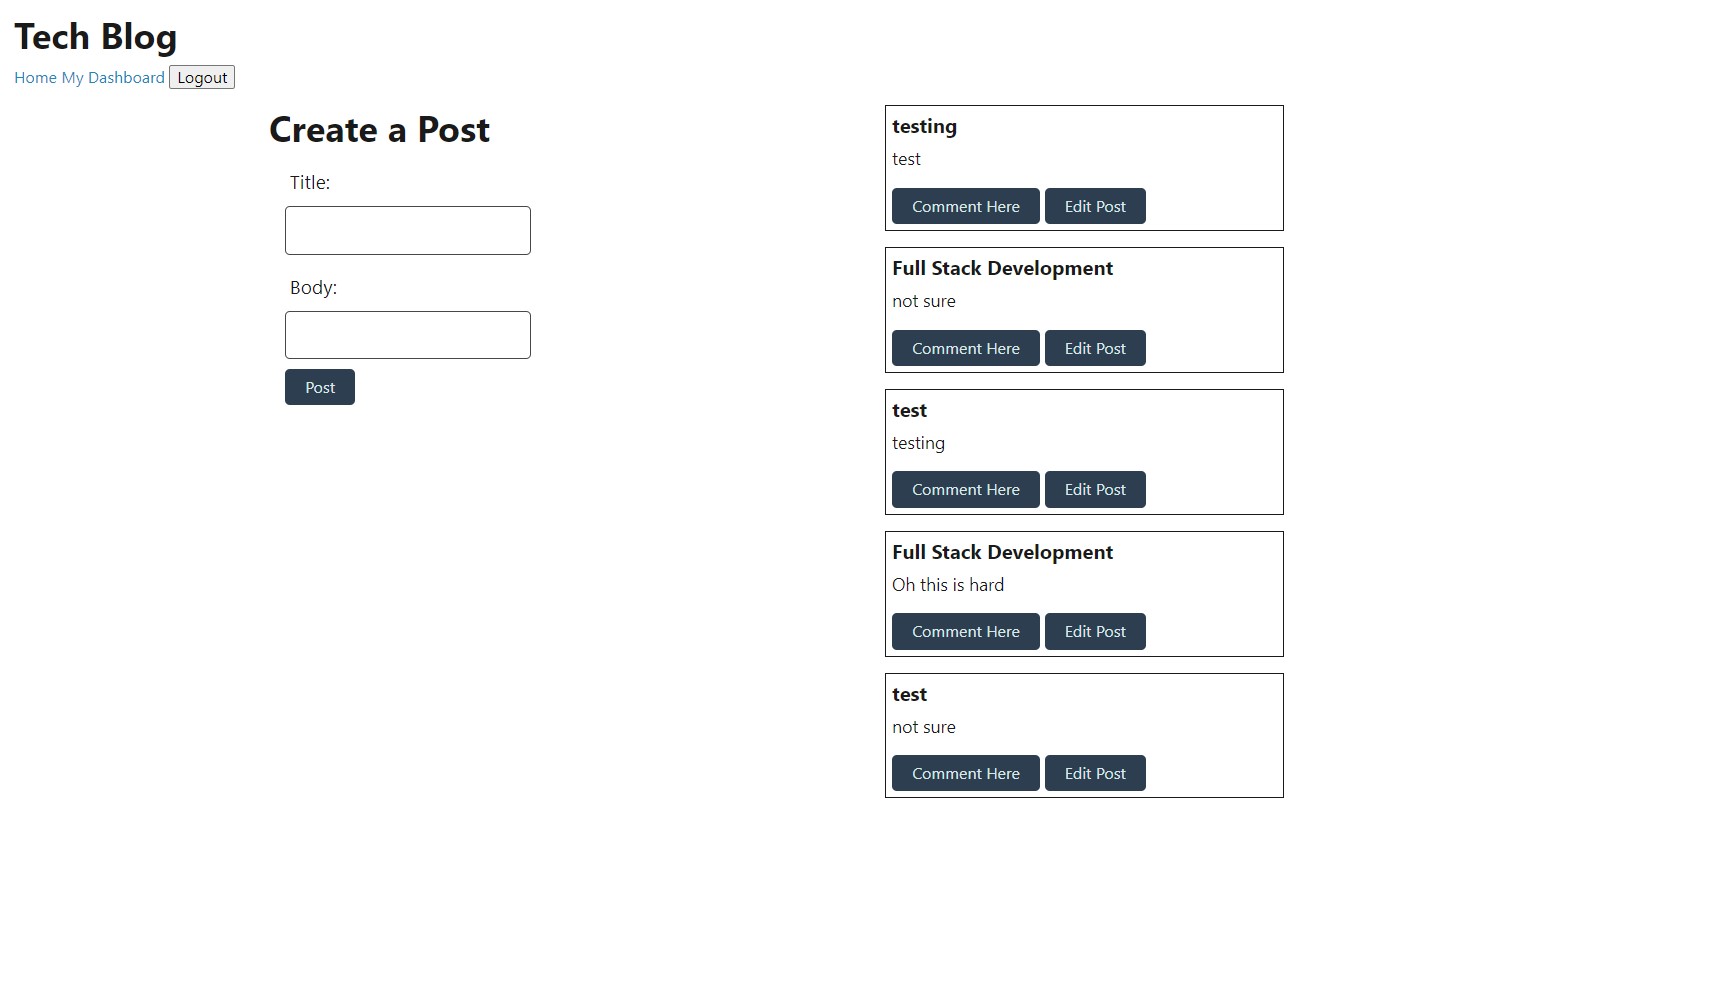 Tech Blog
Home My Dashboard Logout
Create a Post
Title:
Body:
Post
testing
test
Comment Here Edit Post
Full Stack Development
not sure
Comment Here Edit Post
test
testing
Comment Here Edit Post
Full Stack Development
Oh this is hard
Comment Here Edit Post
test
not sure
Comment Here Edit Post